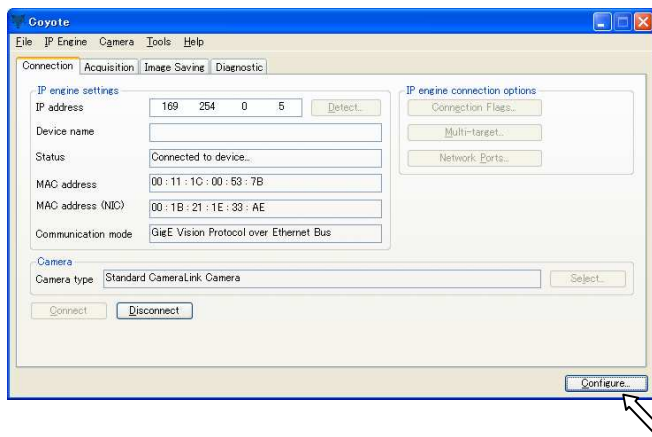 Coyote
File IP Engine Camera Tools Help
Connection Acquisition Image Saving Diagnostic
IP engine settings
IP address 169 254 0 5 Detect...
Device name
Status Connected to device...
MAC address 00 : 11 : 1C : 00 : 53 : 7B
MAC address (NIC) 00 : 1B : 21 : 1E : 33 : AE
Communication mode GigE Vision Protocol over Ethernet Bus
IP engine connection options
Connection Flags...
Multi-target...
Network Ports...
Camera
Camera type Standard CameraLink Camera Select...
Connect Disconnect
Configure...